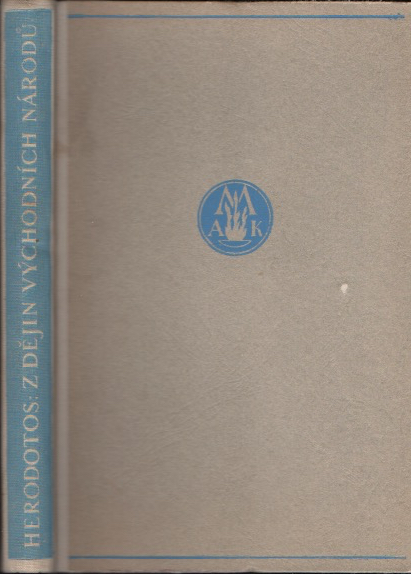 HERODOTOS: Z DĚJIN VÝCHODNÍCH NÁRODŮ
M
A K